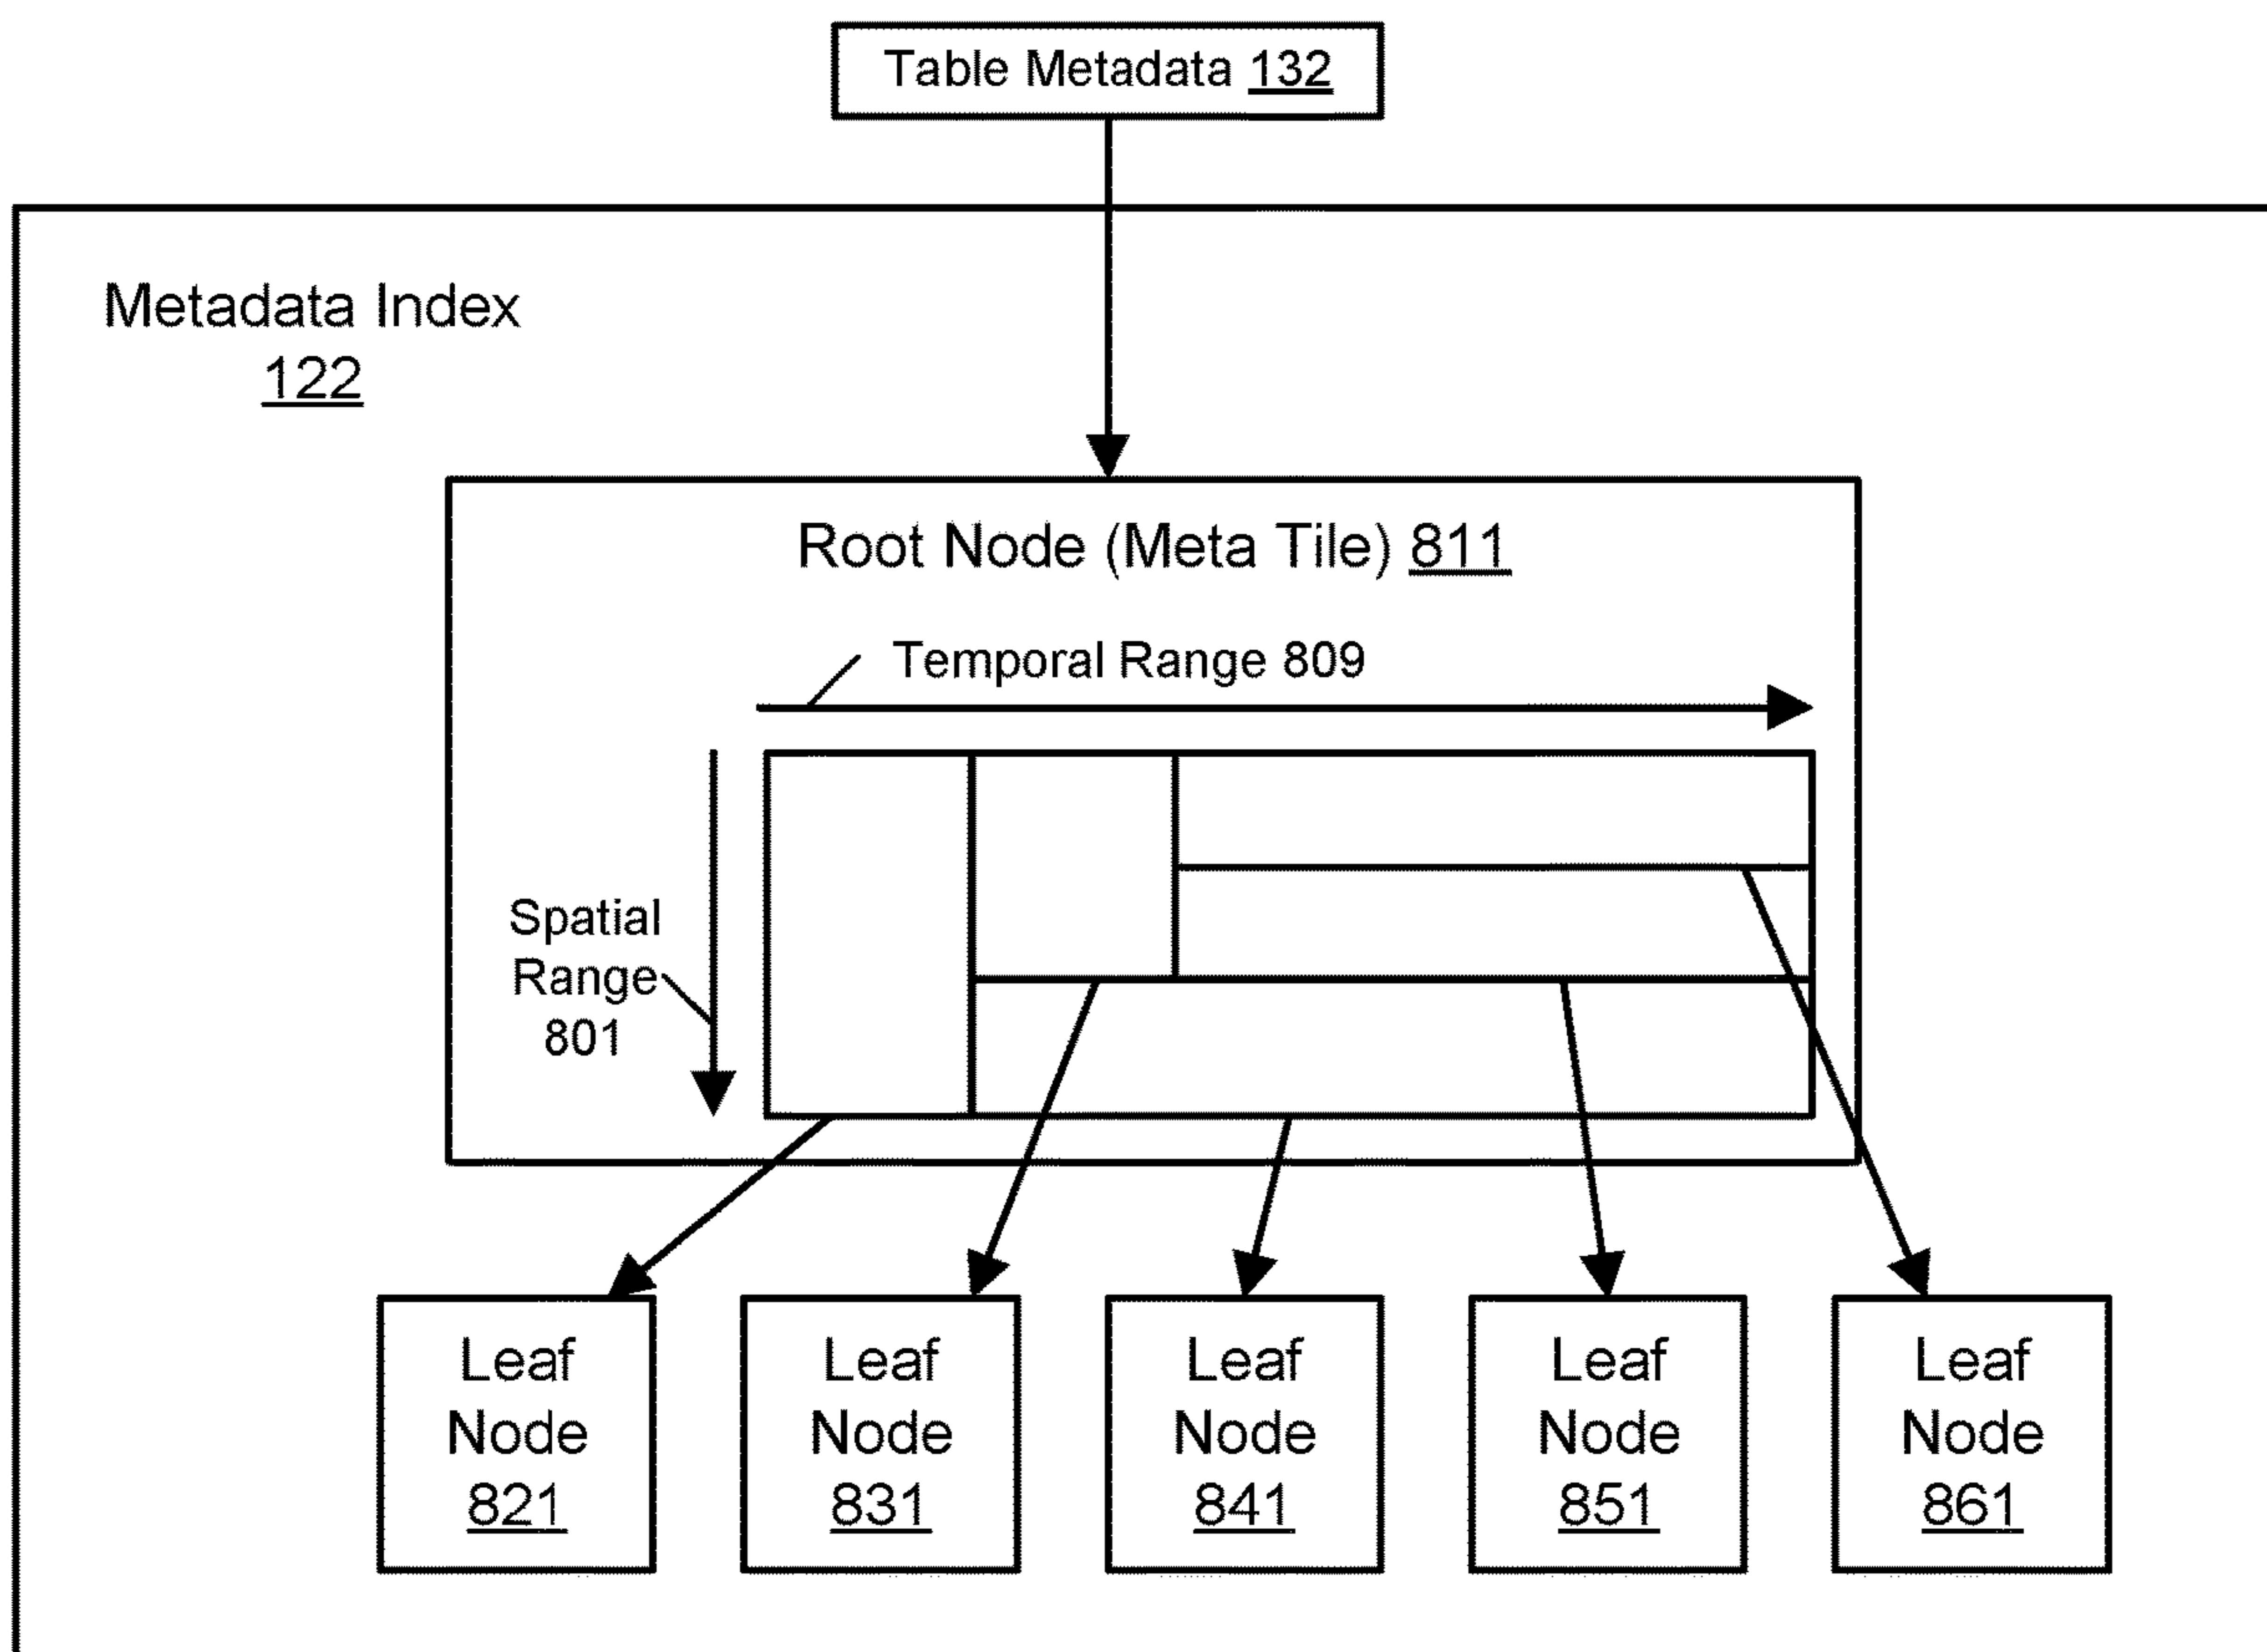 Table Metadata 132
Metadata Index
122
Root Node (Meta Tile) 811
Temporal Range 809
Spatial
Range
801
Leaf
Node
821
Leaf
Node
831
Leaf
Node
841
Leaf
Node
851
Leaf
Node
861